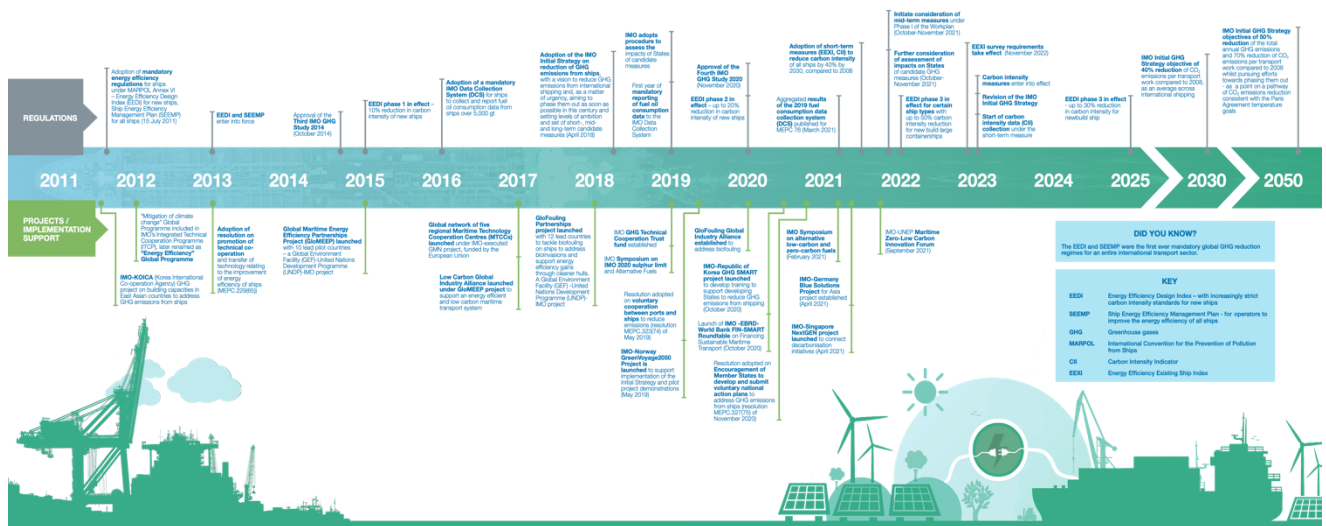 REGULATIONS
Adoption of mandatory
energy efficiency
regulations for ships
under MARPOL Annex VI
– Energy Efficiency Design
Index (EEDI) for new ships,
Ship Energy Efficiency
Management Plan (SEEMP)
for all ships (15 July 2011)
EEDI and SEEMP
enter into force
Approval of the
Third IMO GHG
Study 2014
(October 2014)
EEDI phase 1 in effect –
10% reduction in carbon
intensity of new ships
Adoption of a mandatory
IMO Data Collection
System (DCS) for ships
to collect and report fuel
oil consumption data from
ships over 5,000 gt
Adoption of the IMO
Initial Strategy on
reduction of GHG
emissions from ships,
with a vision to reduce GHG
emissions from international
shipping and, as a matter
of urgency, aiming to
phase them out as soon as
possible in this century and
setting levels of ambition
and set of short-, mid-
and long-term candidate
measures (April 2018)
IMO adopts
procedure to
assess the
impacts of States
of candidate
measures
First year of
mandatory
reporting
of fuel oil
consumption
data to the
IMO Data
Collection
System
Approval of the
Fourth IMO
GHG Study 2020
(November 2020)
EEDI phase 2 in
effect – up to 20%
reduction in carbon
intensity of new ships
Adoption of short-term
measures (EEXI, CII) to
reduce carbon intensity
of all ships by 40% by
2030, compared to 2008
Aggregated results of
the 2019 fuel oil
consumption data
collection system
(DCS) published for
MEPC 76 (March 2021)
Initiate consideration of
mid-term measures under
Phase I of the Workplan
(October-November 2021)
Further consideration of
assessment of
impacts on States
of candidate GHG
measures (October-
November 2021)
EEDI phase 3 in
effect for certain
ship types with
up to 50% carbon
intensity reduction for
new build large
containerships
EEXI survey requirements
take effect (November 2022)
Carbon intensity
measures enter into effect
Revision of the IMO
Initial GHG Strategy
Start of carbon
intensity data (CII)
collection under the
short-term measure
EEDI phase 3 in effect
- up to 30% reduction
in carbon intensity for
newbuild ship
IMO Initial GHG
Strategy objective of
40% reduction of CO2
emissions per transport
work compared to 2008,
as an average across
international shipping
IMO Initial GHG Strategy
objectives of 50%
reduction of the total
annual GHG emissions
and 70% reduction of CO2
emissions per transport
work compared to 2008
whilst pursuing efforts
towards phasing them out
- as a point on a pathway
of CO2 emissions reduction
consistent with the Paris
Agreement temperature
goals
2011 2012 2013 2014 2015 2016 2017 2018 2019 2020 2021 2022 2023 2024 2025 2030 2050
PROJECTS /
IMPLEMENTATION
SUPPORT
"Mitigation of climate
change" Global
Programme included in
IMO's Integrated Technical
Cooperation Programme
(ITCP), later renamed as
"Energy Efficiency"
Global Programme
IMO-KOICA (Korea International
Co-operation Agency) GHG
project on building capacities in
East Asian countries to address
GHG emissions from ships
Adoption of
resolution on
promotion of
technical co-
operation
and transfer of
technology relating
to the improvement
of energy
efficiency of ships
(MEPC.229(65))
Global Maritime Energy
Efficiency Partnerships
Project (GloMEEP) launched
with 10 lead pilot countries
– a Global Environment
Facility (GEF)-United Nations
Development Programme
(UNDP)-IMO project
Global network of five
regional Maritime Technology
Cooperation Centres (MTCCs)
launched under IMO-executed
GMN project, funded by the
European Union
Low Carbon Global
Industry Alliance launched
under GloMEEP project to
support an energy efficient
and low carbon maritime
transport system
GloFouling
Partnerships
project launched
with 12 lead countries
to tackle biofouling
on ships to address
bioinvasions and
support energy
efficiency gains
through cleaner hulls.
A Global Environment
Facility (GEF) -United
Nations Development
Programme (UNDP)-
IMO project
IMO GHG Technical
Cooperation Trust
fund established
IMO Symposium on
IMO 2020 sulphur limit
and Alternative Fuels
Resolution adopted
on voluntary
cooperation
between ports and
ships to reduce
emissions (resolution
MEPC.323(74) of
May 2019)
IMO-Norway
GreenVoyage2050
Project is
launched to support
implementation of the
Initial Strategy and pilot
project demonstrations
(May 2019)
GloFouling Global
Industry Alliance
established to
address biofouling
IMO-Republic of
Korea GHG SMART
project launched
to develop training to
support developing
States to reduce GHG
emissions from shipping
(October 2020)
Launch of IMO -EBRD-
World Bank FIN-SMART
Roundtable on Financing
Sustainable Maritime
Transport (October 2020)
Resolution adopted on
Encouragement of
Member States to
develop and submit
voluntary national
action plans to
address GHG emissions
from ships (resolution
MEPC.327(75) of
November 2020)
IMO Symposium
on alternative
low-carbon and
zero-carbon fuels
(February 2021)
IMO-Germany
Blue Solutions
Project for Asia
project established
(April 2021)
IMO-Singapore
NextGEN project
launched to connect
decarbonisation
initiatives (April 2021)
IMO-UNEP Maritime
Zero-Low Carbon
Innovation Forum
(September 2021)
DID YOU KNOW?
The EEDI and SEEMP were the first ever mandatory global GHG reduction
regimes for an entire international transport sector.
KEY
EEDI Energy Efficiency Design Index – with increasingly strict
carbon intensity standards for new ships
SEEMP Ship Energy Efficiency Management Plan - for operators to
improve the energy efficiency of all ships
GHG Greenhouse gases
MARPOL International Convention for the Prevention of Pollution
from Ships
CII Carbon Intensity Indicator
EEXI Energy Efficiency Existing Ship Index